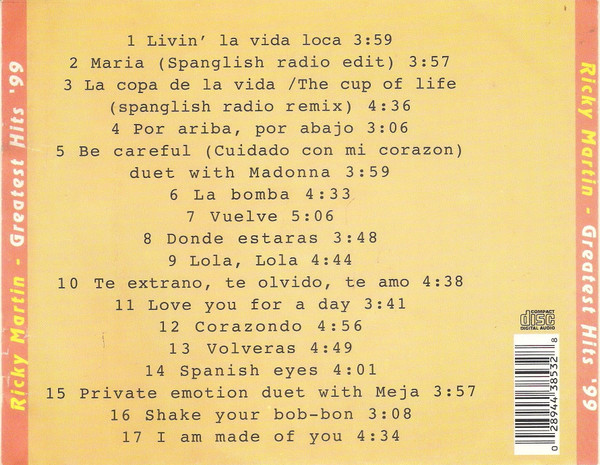 Ricky Martin - Greatest Hits '99
1 Livin' la vida loca 3:59
2 Maria (Spanglish radio edit) 3:57
3 La copa de la vida /The cup of life
(spanglish radio remix) 4:36
4 Por ariba, por abajo 3:06
5 Be careful (Cuidado con mi corazon)
duet with Madonna 3:59
6 La bomba 4:33
7 Vuelve 5:06
8 Donde estaras 3:48
9 Lola, Lola 4:44
10 Te extrano, te olvido, te amo 4:38
11 Love you for a day 3:41
12 Corazondo 4:56
13 Volveras 4:49
14 Spanish eyes 4:01
15 Private emotion duet with Meja 3:57
16 Shake your bob-bon 3:08
17 I am made of you 4:34
COMPACT
disc
DIGITAL AUDIO
0 28944 38532 8
Ricky Martin - Greatest Hits '99